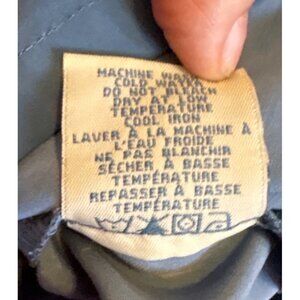 MACHINE WASH
COLD WATER
DO NOT BLEACH
DRY AT LOW
TEMPERATURE
COOL IRON
LAVER À LA MACHINE À
L'EAU FROIDE
NE PAS BLANCHIR
SÉCHER À BASSE
TEMPÉRATURE
REPASSER À BASSE
TEMPÉRATURE